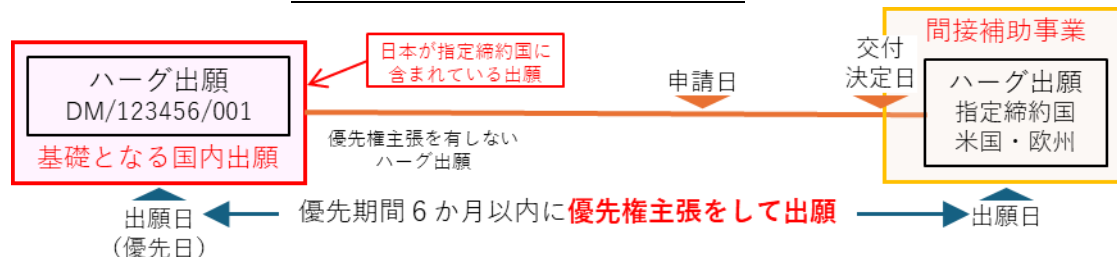 間接補助事業
日本が指定締約国に
含まれている出願
交付
決定日
申請日
ハーグ出願
DM/123456/001
基礎となる国内出願
優先権主張を有しない
ハーグ出願
ハーグ出願
指定締約国
米国・欧州
優先期間６か月以内に優先権主張をして出願
出願日
（優先日）
出願日